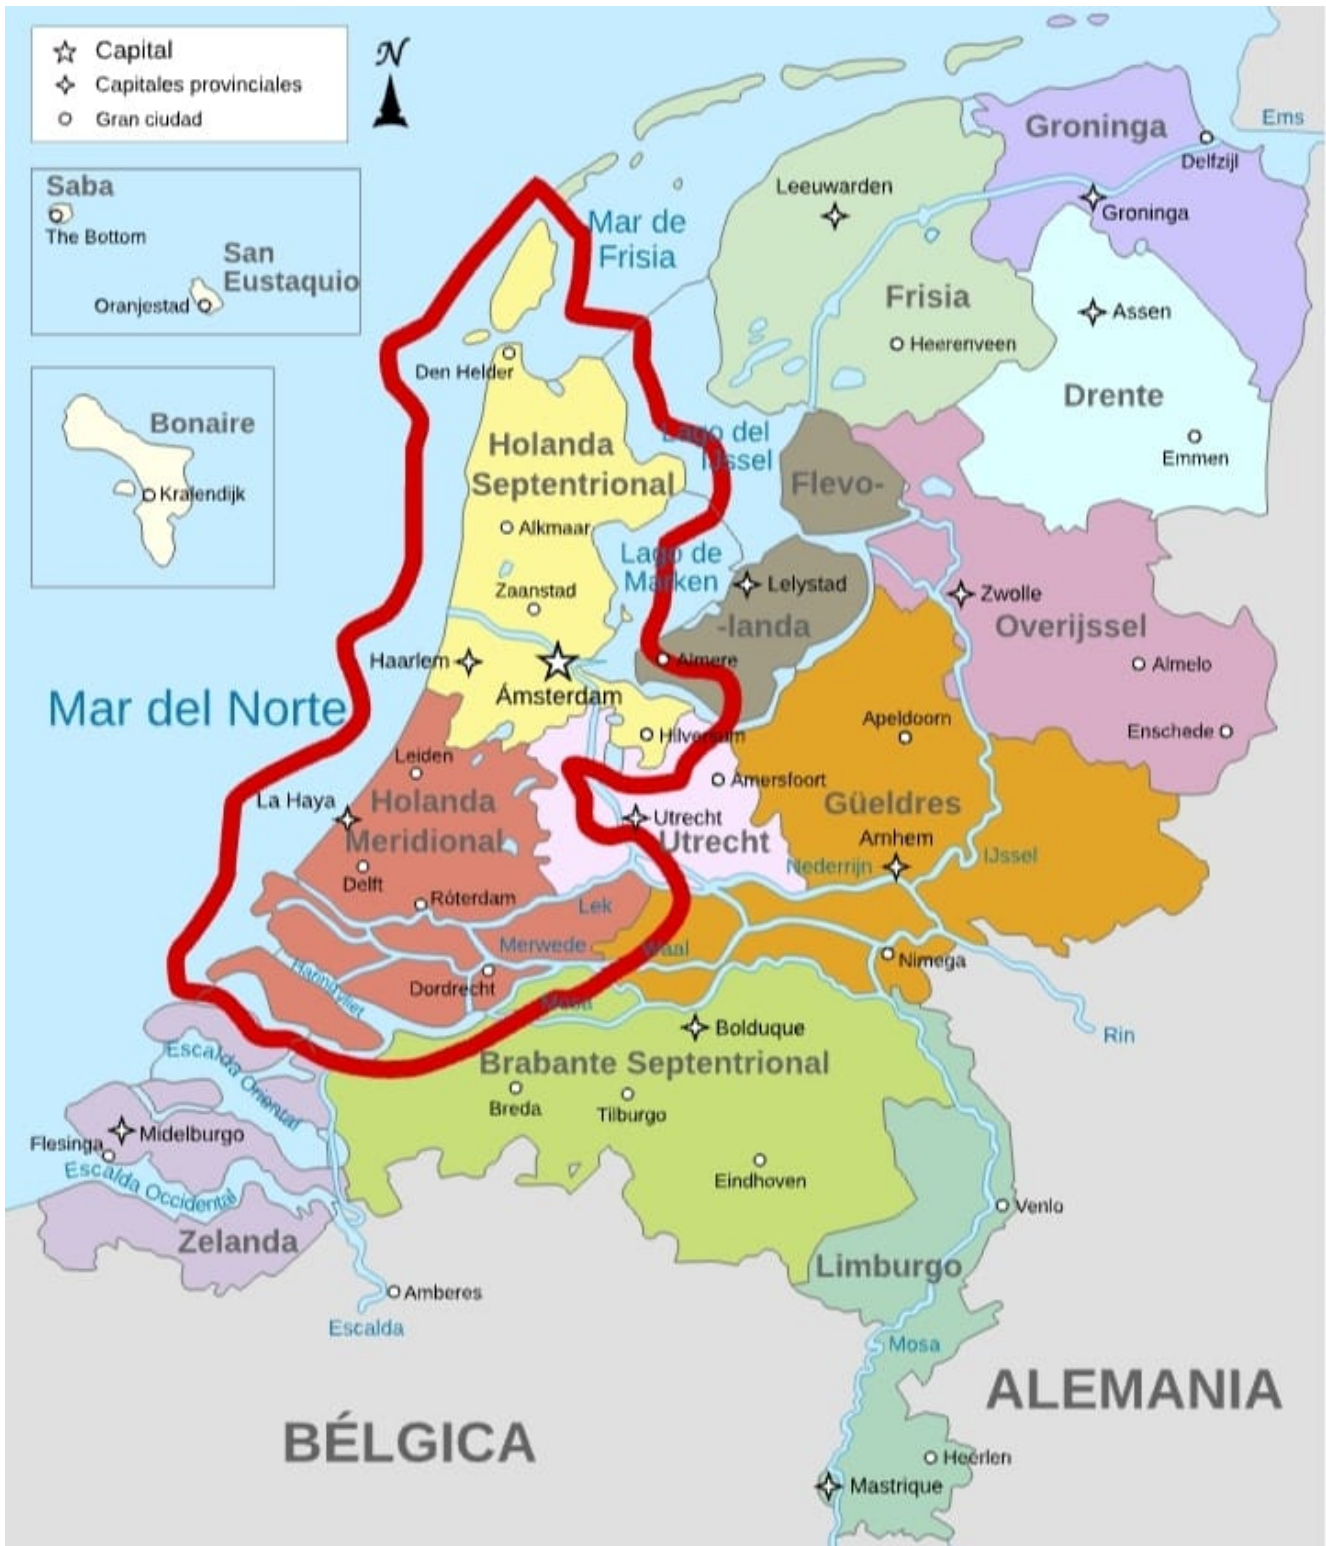 Capital
Capitales provinciales
Gran ciudad
N
Saba
The Bottom
San
Eustaquio
Oranjestad
Bonaire
Kralendijk
Mar de
Frisia
Groninga
Ems
Delfzijl
Leeuwarden
Groninga
Frisia
Assen
Heerenveen
Drente
Emmen
Den Helder
Holanda
Septentrional
Lago del
IJssel
Flevo-
Alkmaar
Lago de
Marken
Lelystad
Zwolle
Zaanstad
-landa
Overijssel
Haarlem
Almere
Almelo
Ámsterdam
Mar del Norte
Hilversum
Apeldoorn
Enschede
Leiden
Amersfoort
La Haya
Holanda
Meridional
Utrecht
Utrecht
Güeldres
Arnhem
Delft
Nederrijn
IJssel
Róterdam
Lek
Merwede
Waal
Nimega
Haringvliet
Dordrecht
Mosa
Bolduque
Rin
Escalda Oriental
Brabante Septentrional
Breda
Tilburgo
Midelburgo
Flesinga
Escalda Occidental
Eindhoven
Venlo
Zelanda
Limburgo
Amberes
Escalda
Mosa
ALEMANIA
BÉLGICA
Heerlen
Mastrique